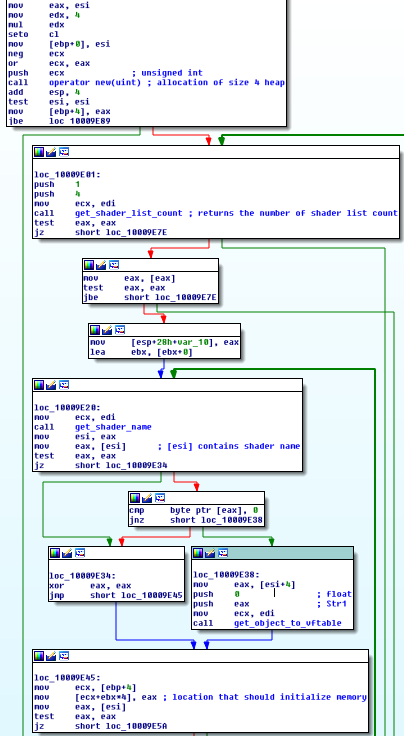 mov eax, esi
mov edx, 4
mul edx
seto cl
mov [ebp+0], esi
neg ecx
or ecx, eax
push ecx ; unsigned int
call operator new(uint) ; allocation of size 4 heap
add esp, 4
test esi, esi
mov [ebp+4], eax
jbe loc_10009E89
loc_10009E01:
push 1
push 4
mov ecx, edi
call get_shader_list_count ; returns the number of shader list count
test eax, eax
jz short loc_10009E7E
mov eax, [eax]
test eax, eax
jbe short loc_10009E7E
mov [esp+28h+var_10], eax
lea ebx, [ebx+0]
loc_10009E20:
mov ecx, edi
call get_shader_name
mov esi, eax
mov eax, [esi] ; [esi] contains shader name
test eax, eax
jz short loc_10009E34
cmp byte ptr [eax], 0
jnz short loc_10009E38
loc_10009E34:
xor eax, eax
jmp short loc_10009E45
loc_10009E38:
mov eax, [esi+4]
push 0 ; float
push eax ; Str1
mov ecx, edi
call get_object_to_vftable
loc_10009E45:
mov ecx, [ebp+4]
mov [ecx+ebx*4], eax ; location that should initialize memory
mov eax, [esi]
test eax, eax
jz short loc_10009E5A